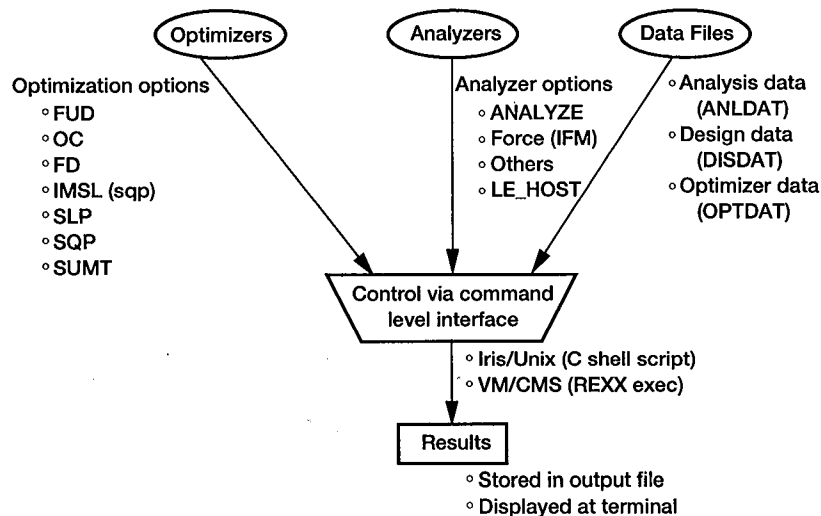 Optimizers
Analyzers
Data Files
Optimization options
° FUD
° OC
° FD
° IMSL (sqp)
° SLP
° SQP
° SUMT
Analyzer options
° ANALYZE
° Force (IFM)
° Others
° LE_HOST
° Analysis data
(ANLDAT)
° Design data
(DISDAT)
° Optimizer data
(OPTDAT)
Control via command
level interface
° Iris/Unix (C shell script)
° VM/CMS (REXX exec)
Results
° Stored in output file
° Displayed at terminal